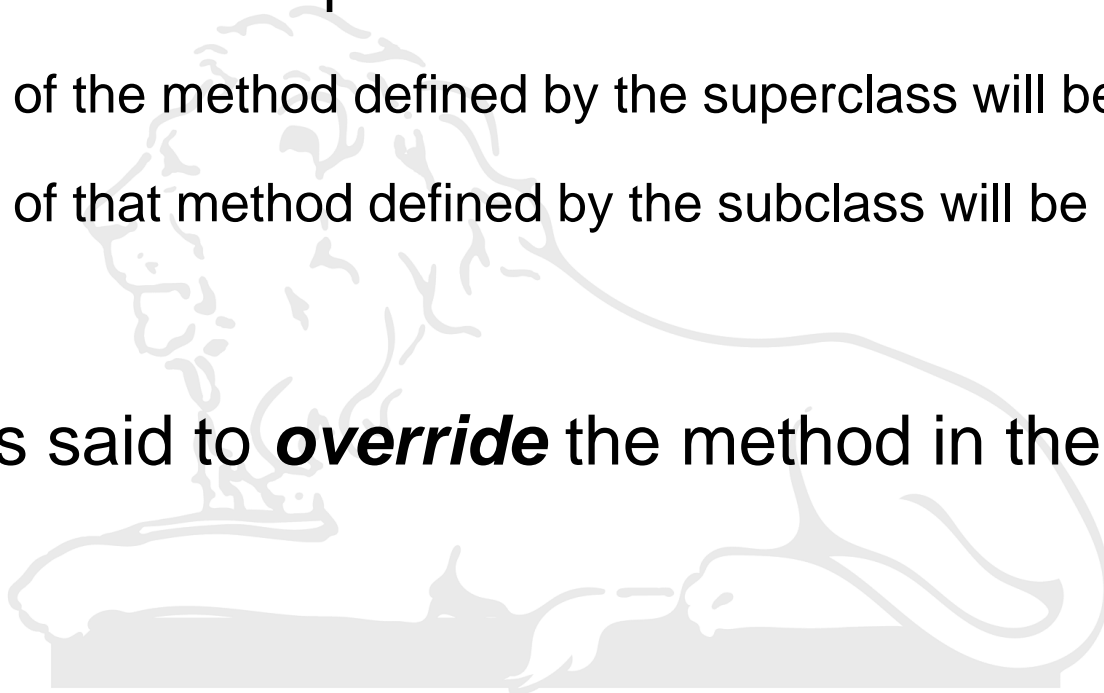 of the method defined by the superclass will be
of that method defined by the subclass will be
s said to override the method in the